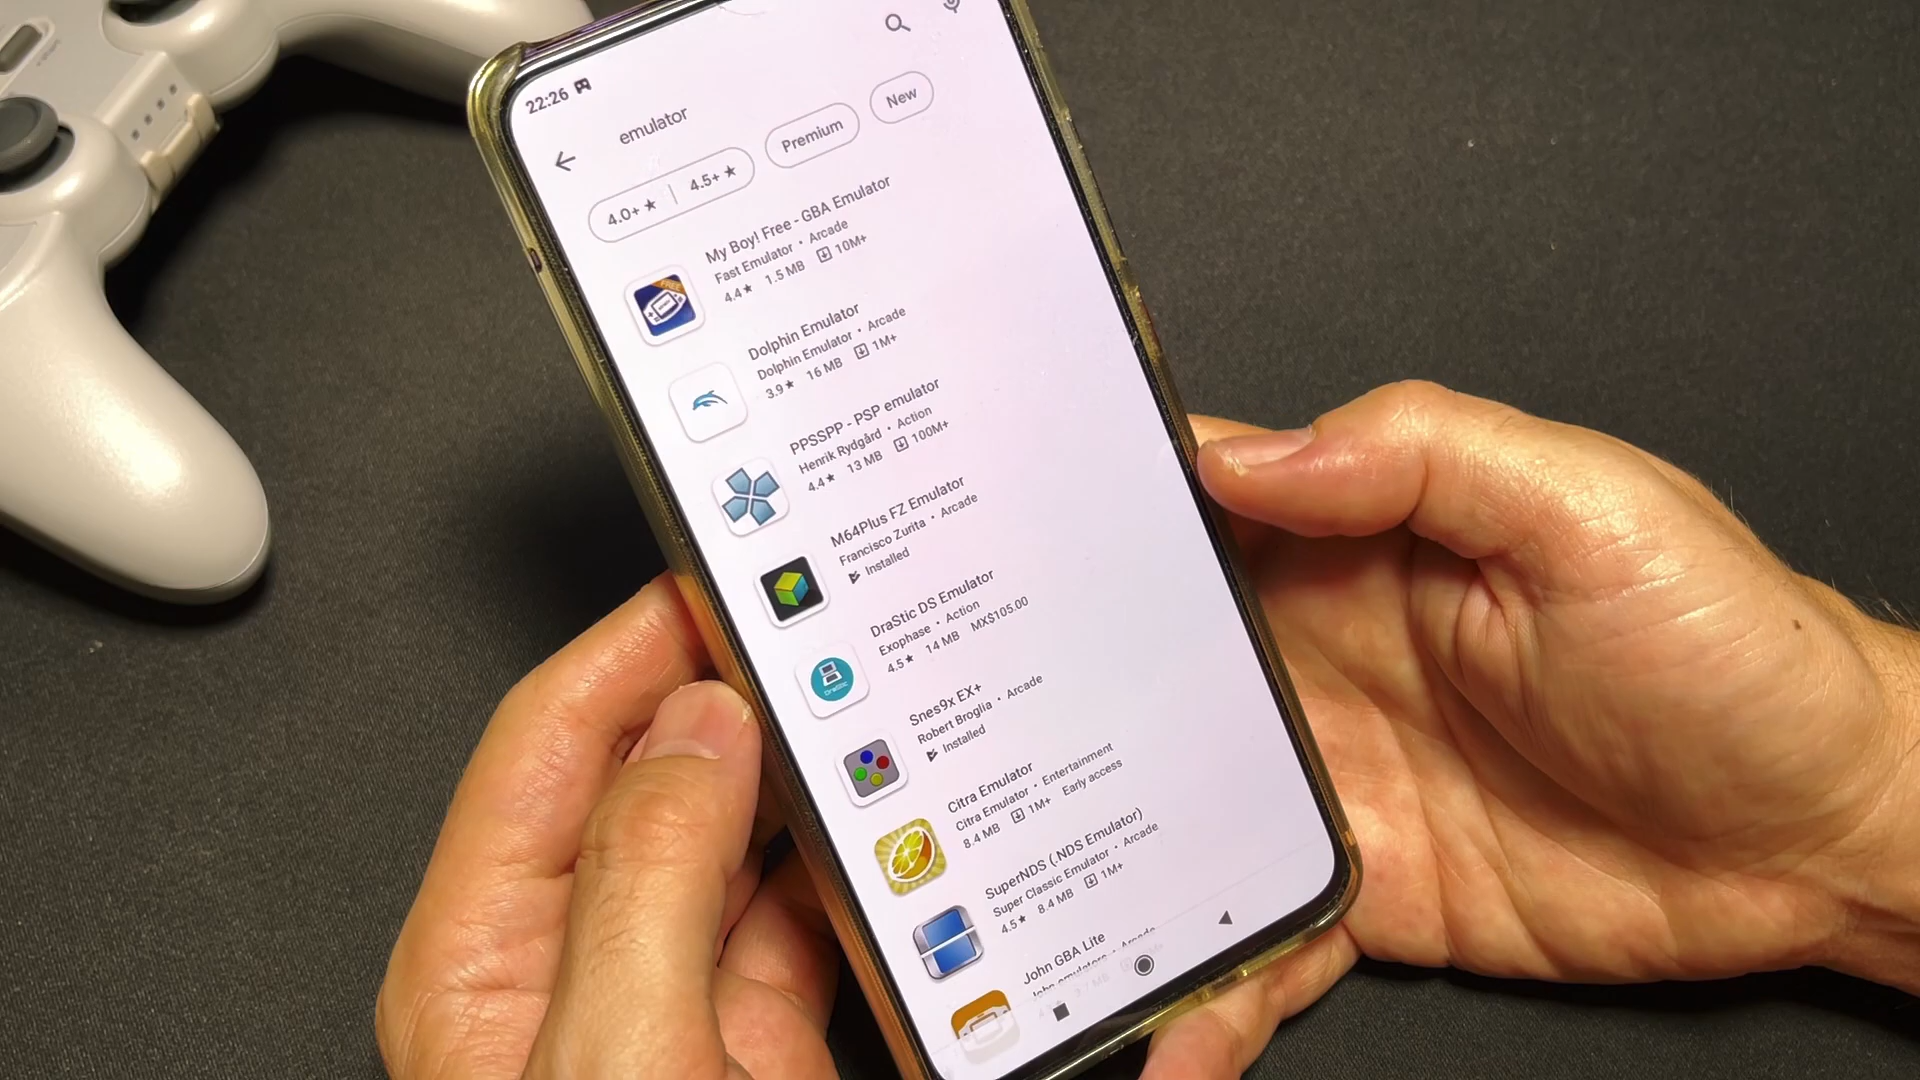 22:26
emulator
4.0+ ★ | 4.5+ ★
Premium
New
My Boy! Free - GBA Emulator
Fast Emulator • Arcade
4.4★ 1.5 MB 10M+
FREE
Dolphin Emulator
Dolphin Emulator • Arcade
3.9★ 16 MB 1M+
PPSSPP - PSP emulator
Henrik Rydgård • Action
4.4★ 13 MB 100M+
M64Plus FZ Emulator
Francisco Zurita • Arcade
Installed
DraStic DS Emulator
Exophase • Action
4.5★ 14 MB MX$105.00
DraStic
Snes9x EX+
Robert Broglia • Arcade
Installed
Citra Emulator
Citra Emulator • Entertainment
8.4 MB 1M+ Early access
SuperNDS (.NDS Emulator)
Super Classic Emulator • Arcade
4.5★ 8.4 MB 1M+
John GBA Lite
John emulators • Arcade